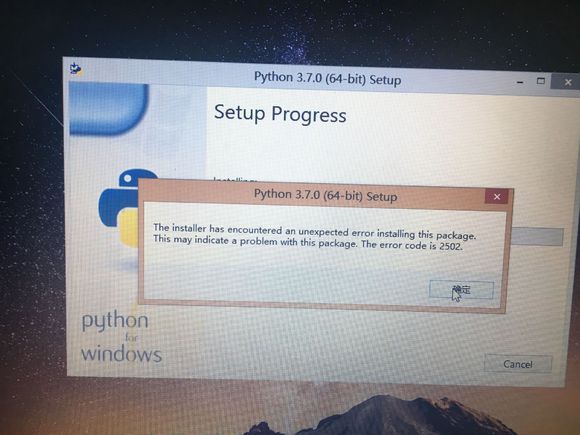 Python 3.7.0 (64-bit) Setup
Setup Progress
Installing:
Python 3.7.0 (64-bit) Setup
The installer has encountered an unexpected error installing this package.
This may indicate a problem with this package. The error code is 2502.
确定
python
for
windows
Cancel